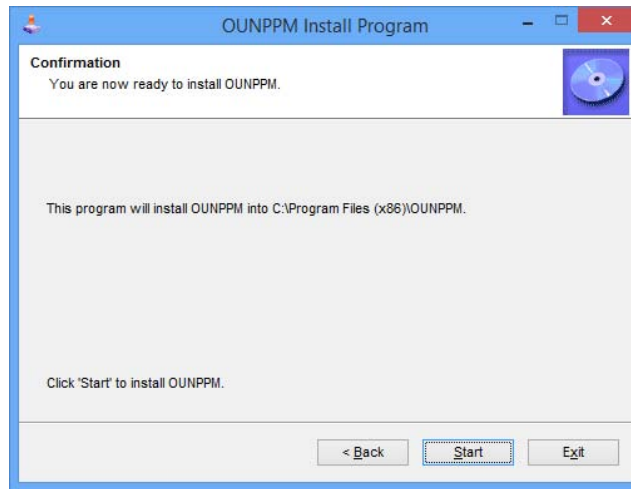 OUNPPM Install Program
Confirmation
You are now ready to install OUNPPM.
This program will install OUNPPM into C:\Program Files (x86)\OUNPPM.
Click 'Start' to install OUNPPM.
< Back Start Exit